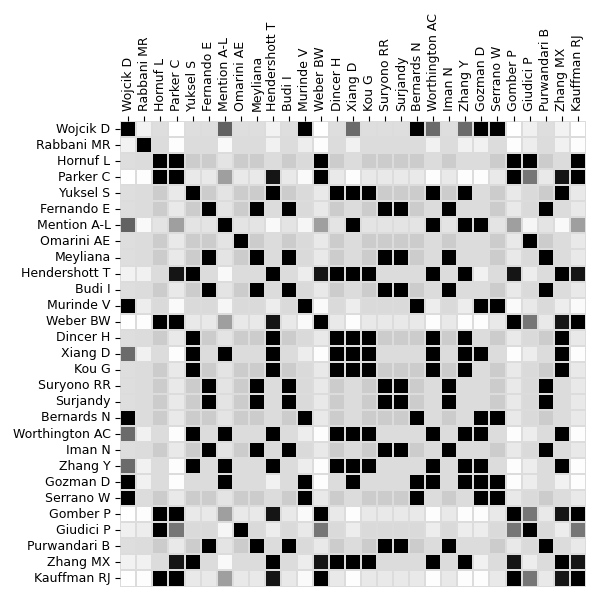 Wojcik D
Rabbani MR
Hornuf L
Parker C
Yuksel S
Fernando E
Mention A-L
Omarini AE
Meyliana
Hendershott T
Budi I
Murinde V
Weber BW
Dincer H
Xiang D
Kou G
Suryono RR
Surjandy
Bernards N
Worthington AC
Iman N
Zhang Y
Gozman D
Serrano W
Gomber P
Giudici P
Purwandari B
Zhang MX
Kauffman RJ
Wojcik D
Rabbani MR
Hornuf L
Parker C
Yuksel S
Fernando E
Mention A-L
Omarini AE
Meyliana
Hendershott T
Budi I
Murinde V
Weber BW
Dincer H
Xiang D
Kou G
Suryono RR
Surjandy
Bernards N
Worthington AC
Iman N
Zhang Y
Gozman D
Serrano W
Gomber P
Giudici P
Purwandari B
Zhang MX
Kauffman RJ